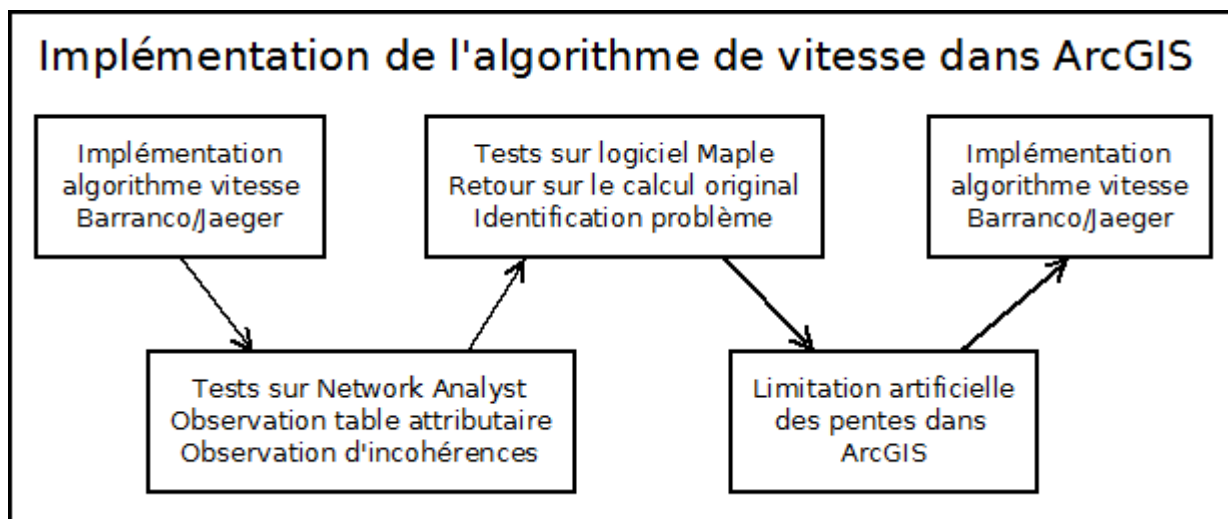 Implémentation de l'algorithme de vitesse dans ArcGIS
Implémentation
algorithme vitesse
Barranco/Jaeger
Tests sur Network Analyst
Observation table attributaire
Observation d'incohérences
Tests sur logiciel Maple
Retour sur le calcul original
Identification problème
Limitation artificielle
des pentes dans
ArcGIS
Implémentation
algorithme vitesse
Barranco/Jaeger